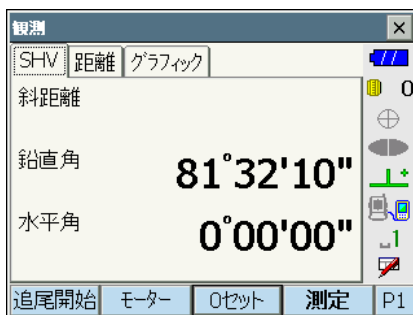 観測
SHV 距離 グラフィック
斜距離
0
鉛直角 81°32'10"
水平角 0°00'00"
1
追尾開始 モーター 0セット 測定 P1